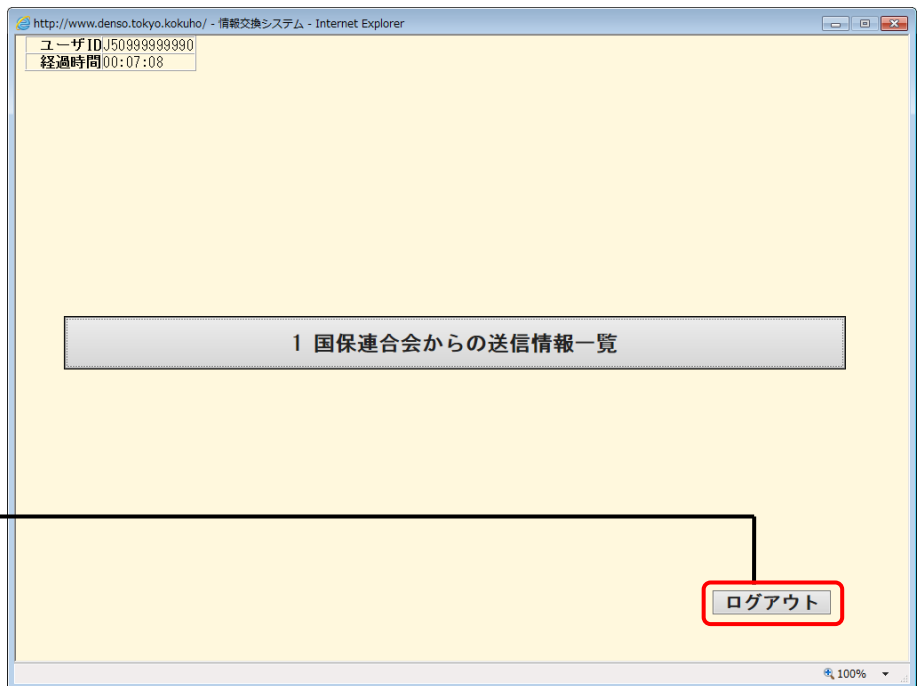 http://www.denso.tokyo.kokuho/ - 情報交換システム - Internet Explorer
ユーザID J50999999990
経過時間 00:07:08
1 国保連合会からの送信情報一覧
ログアウト
100%